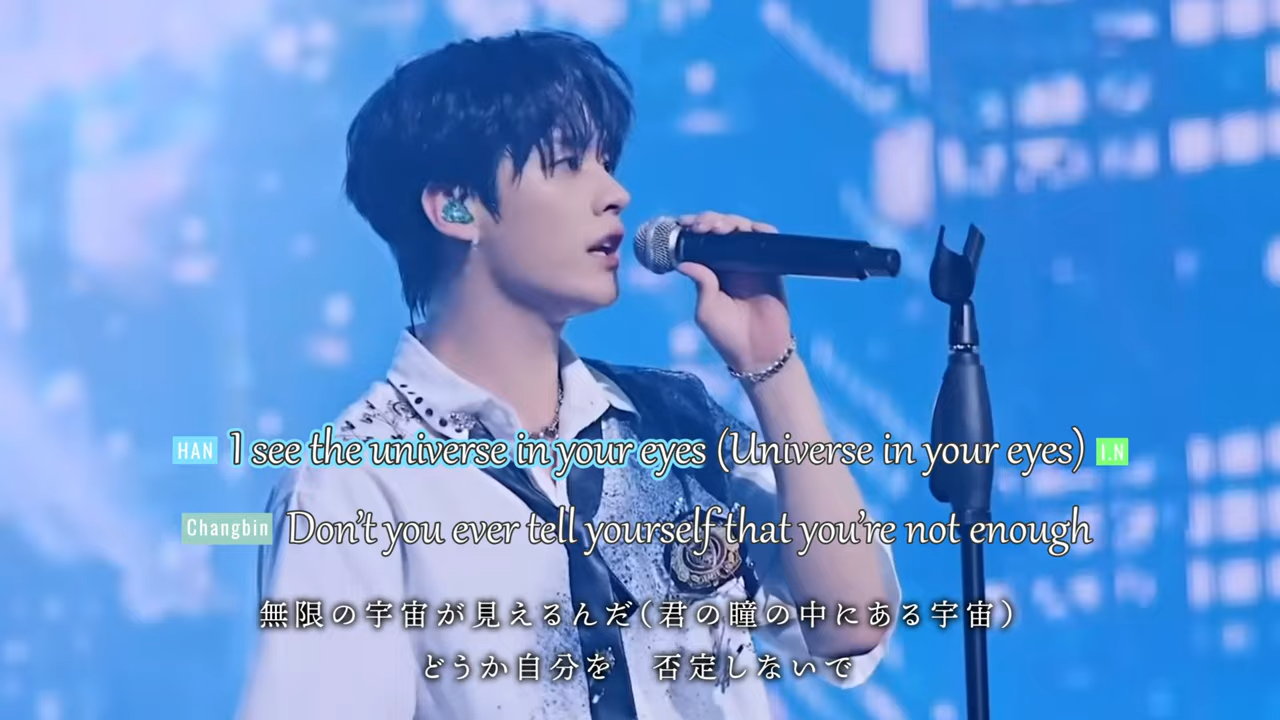 HAN I see the universe in your eyes (Universe in your eyes) I.N
Changbin Don't you ever tell yourself that you're not enough
無限の宇宙が見えるんだ(君の瞳の中にある宇宙)
どうか自分を　否定しないで